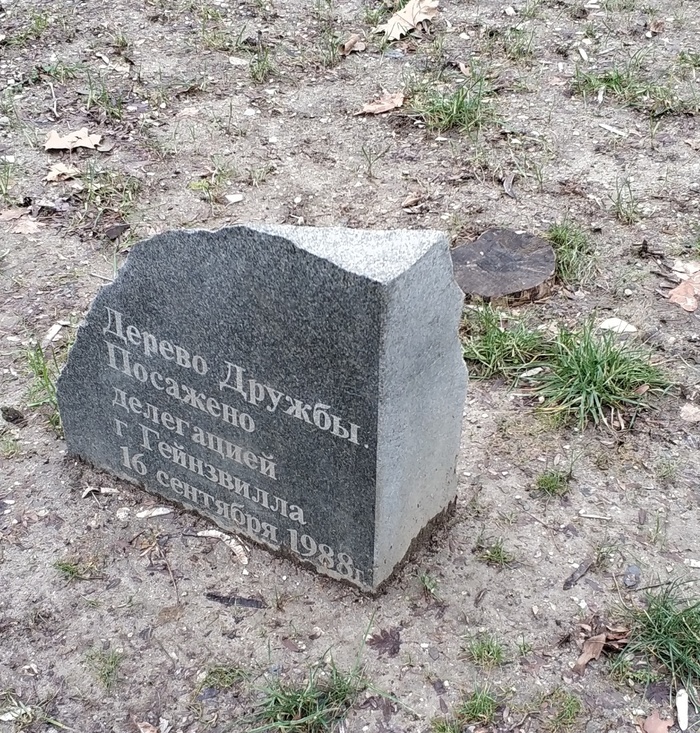 Дерево Дружбы.
Посажено
делегацией
г Гейнзвилла
16 сентября 1988г